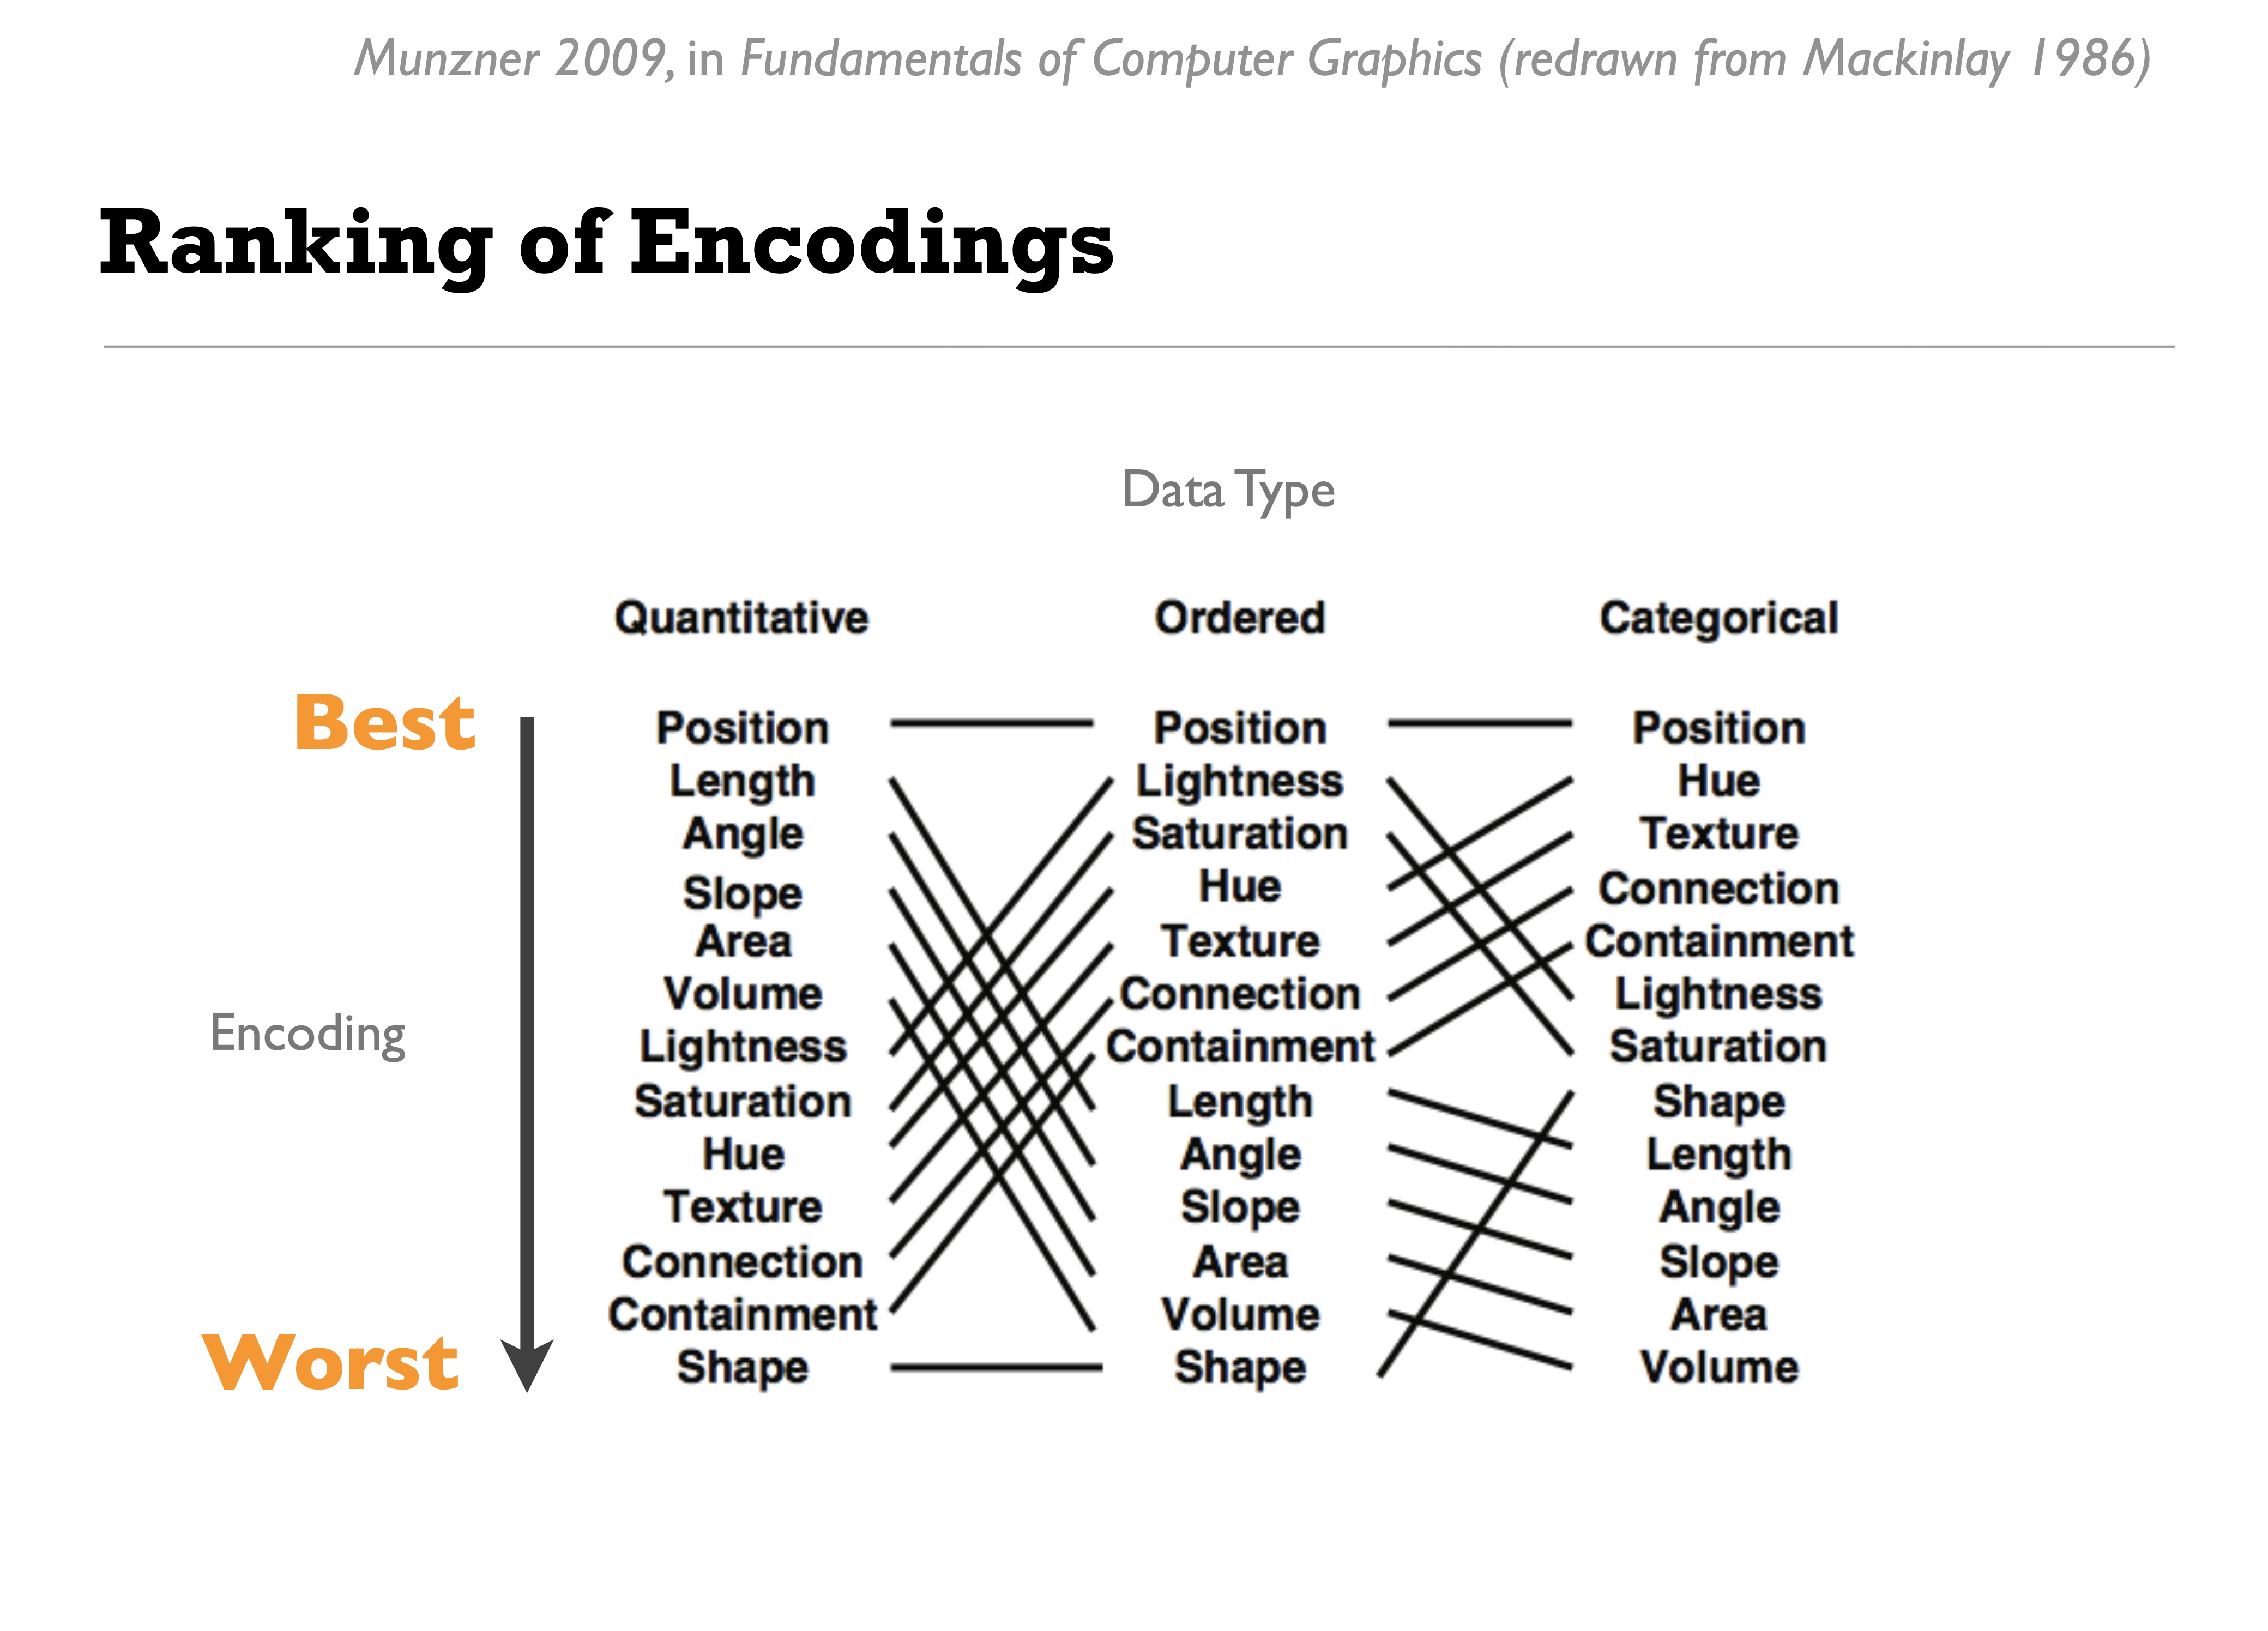 Munzner 2009, in Fundamentals of Computer Graphics (redrawn from Mackinlay 1986)
Ranking of Encodings
Data Type
Quantitative Ordered Categorical
Best Position Position Position
Length Lightness Hue
Angle Saturation Texture
Slope Hue Connection
Area Texture Containment
Volume Connection Lightness
Encoding Lightness Containment Saturation
Saturation Length Shape
Hue Angle Length
Texture Slope Angle
Connection Area Slope
Containment Volume Area
Worst Shape Shape Volume